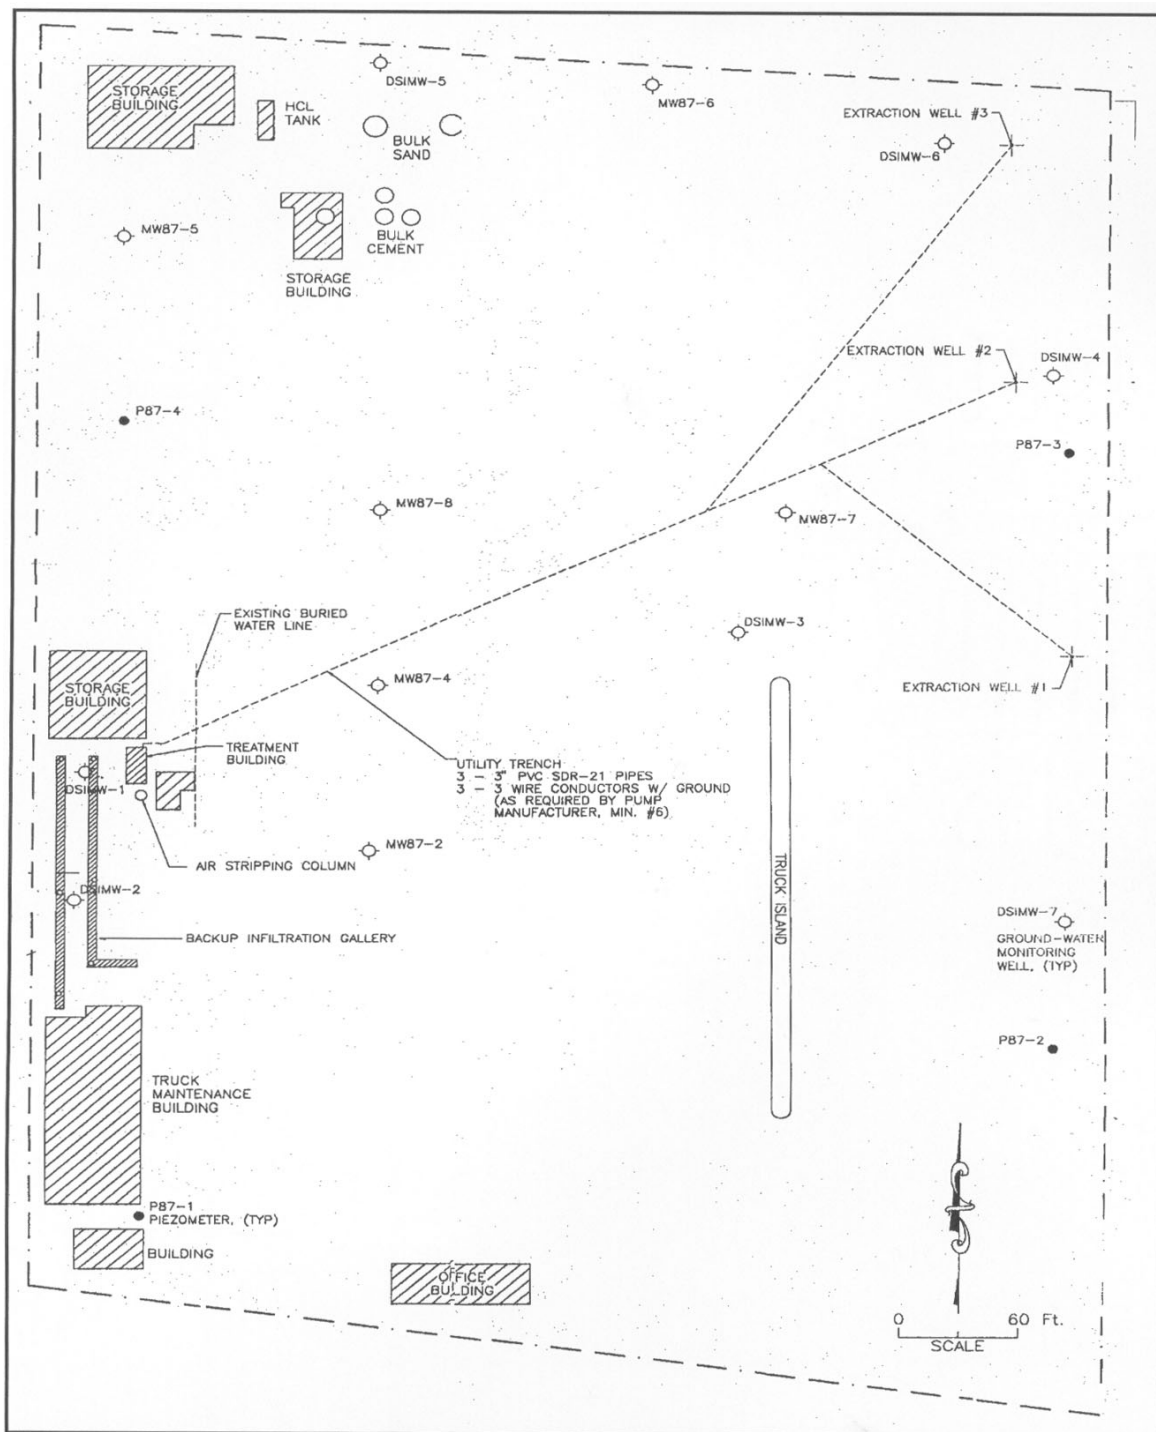 DSIMW-5
STORAGE
BUILDING
HCL
TANK
MW87-6
EXTRACTION WELL #3
BULK
SAND
DSIMW-6
MW87-5
BULK
CEMENT
STORAGE
BUILDING
EXTRACTION WELL #2
DSIMW-4
P87-4
P87-3
MW87-8
MW87-7
EXISTING BURIED
WATER LINE
DSIMW-3
STORAGE
BUILDING
MW87-4
EXTRACTION WELL #1
TREATMENT
BUILDING
UTILITY TRENCH
3 - 3" PVC SDR-21 PIPES
3 - 3 WIRE CONDUCTORS W/ GROUND
(AS REQUIRED BY PUMP
MANUFACTURER, MIN. #6)
DSIMW-1
MW87-2
AIR STRIPPING COLUMN
DSIMW-2
TRUCK ISLAND
DSIMW-7
GROUND-WATER
MONITORING
WELL, (TYP)
BACKUP INFILTRATION GALLERY
P87-2
TRUCK
MAINTENANCE
BUILDING
P87-1
PIEZOMETER, (TYP)
BUILDING
OFFICE
BUILDING
0 60 Ft.
SCALE